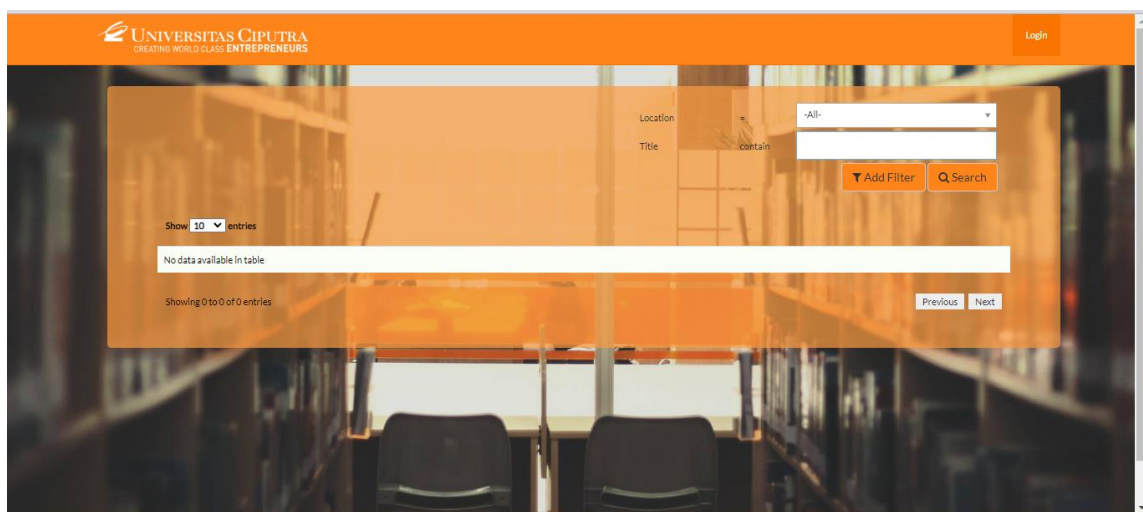 UNIVERSITAS CIPUTRA
CREATING WORLD CLASS ENTREPRENEURS
Login
Location = -All-
Title contain
Add Filter Search
Show 10 entries
No data available in table
Showing 0 to 0 of 0 entries
Previous Next